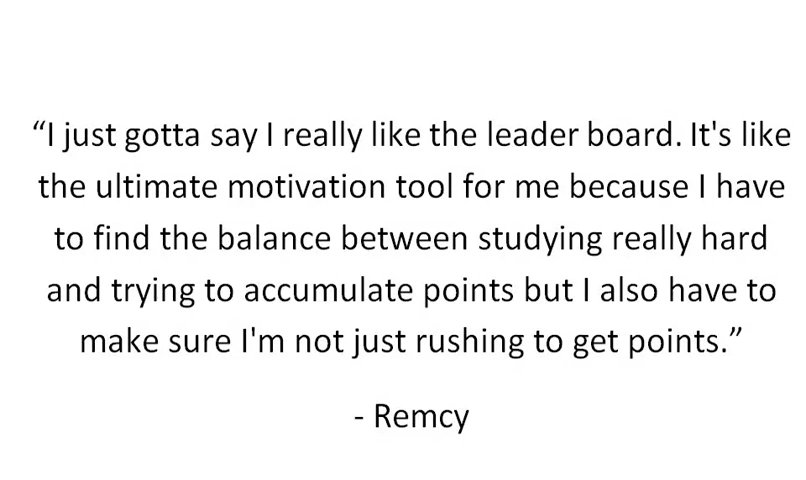 “I just gotta say I really like the leader board. It's like
the ultimate motivation tool for me because I have
to find the balance between studying really hard
and trying to accumulate points but I also have to
make sure I'm not just rushing to get points.”
- Remcy